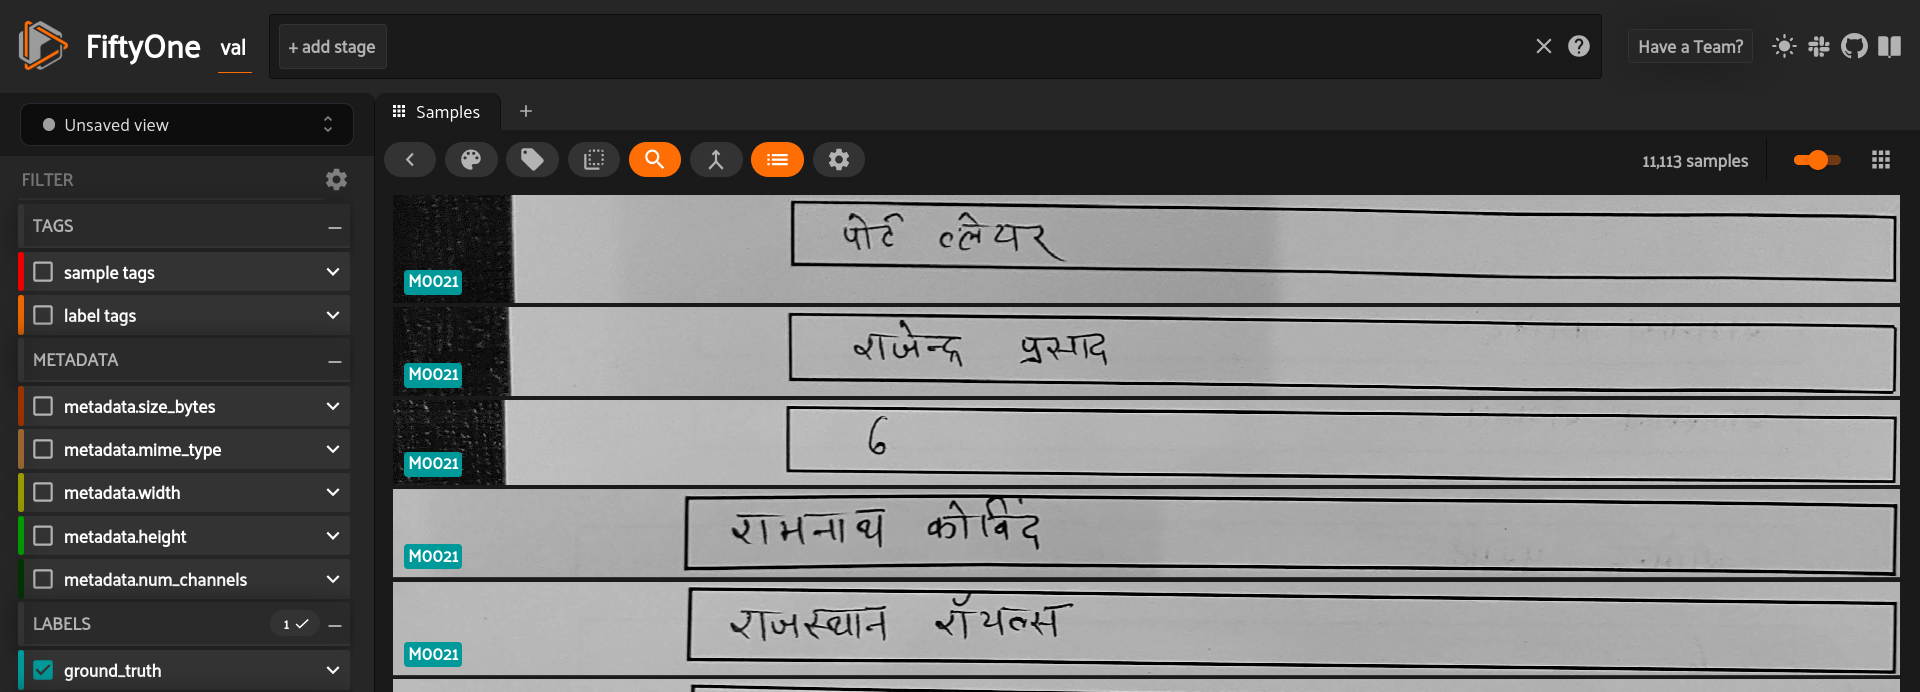 FiftyOne val + add stage Have a Team?
Unsaved view Samples +
FILTER 11,113 samples
TAGS
sample tags
label tags
METADATA
metadata.size_bytes
metadata.mime_type
metadata.width
metadata.height
metadata.num_channels
LABELS 1
ground_truth
पोर्ट ब्लेयर
M0021
राजेन्द्र प्रसाद
M0021
6
M0021
रामनाथ कोविंद
M0021
राजस्थान रॉयल्स
M0021